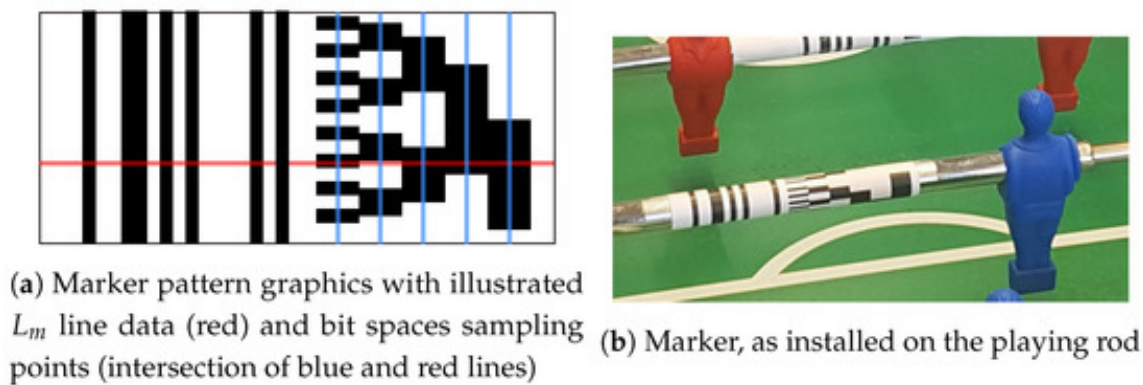 (a) Marker pattern graphics with illustrated
Lm line data (red) and bit spaces sampling
points (intersection of blue and red lines)
(b) Marker, as installed on the playing rod